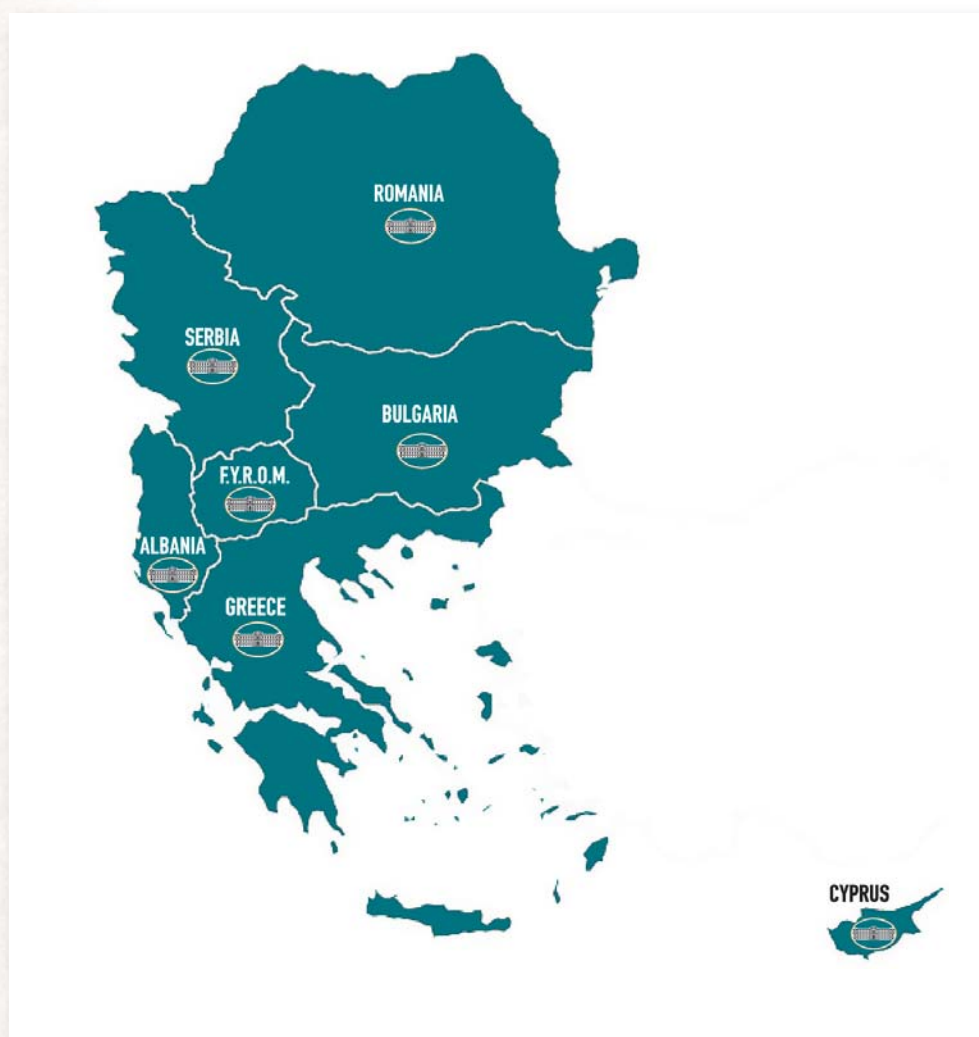 ROMANIA
SERBIA
BULGARIA
F.Y.R.O.M.
ALBANIA
GREECE
CYPRUS